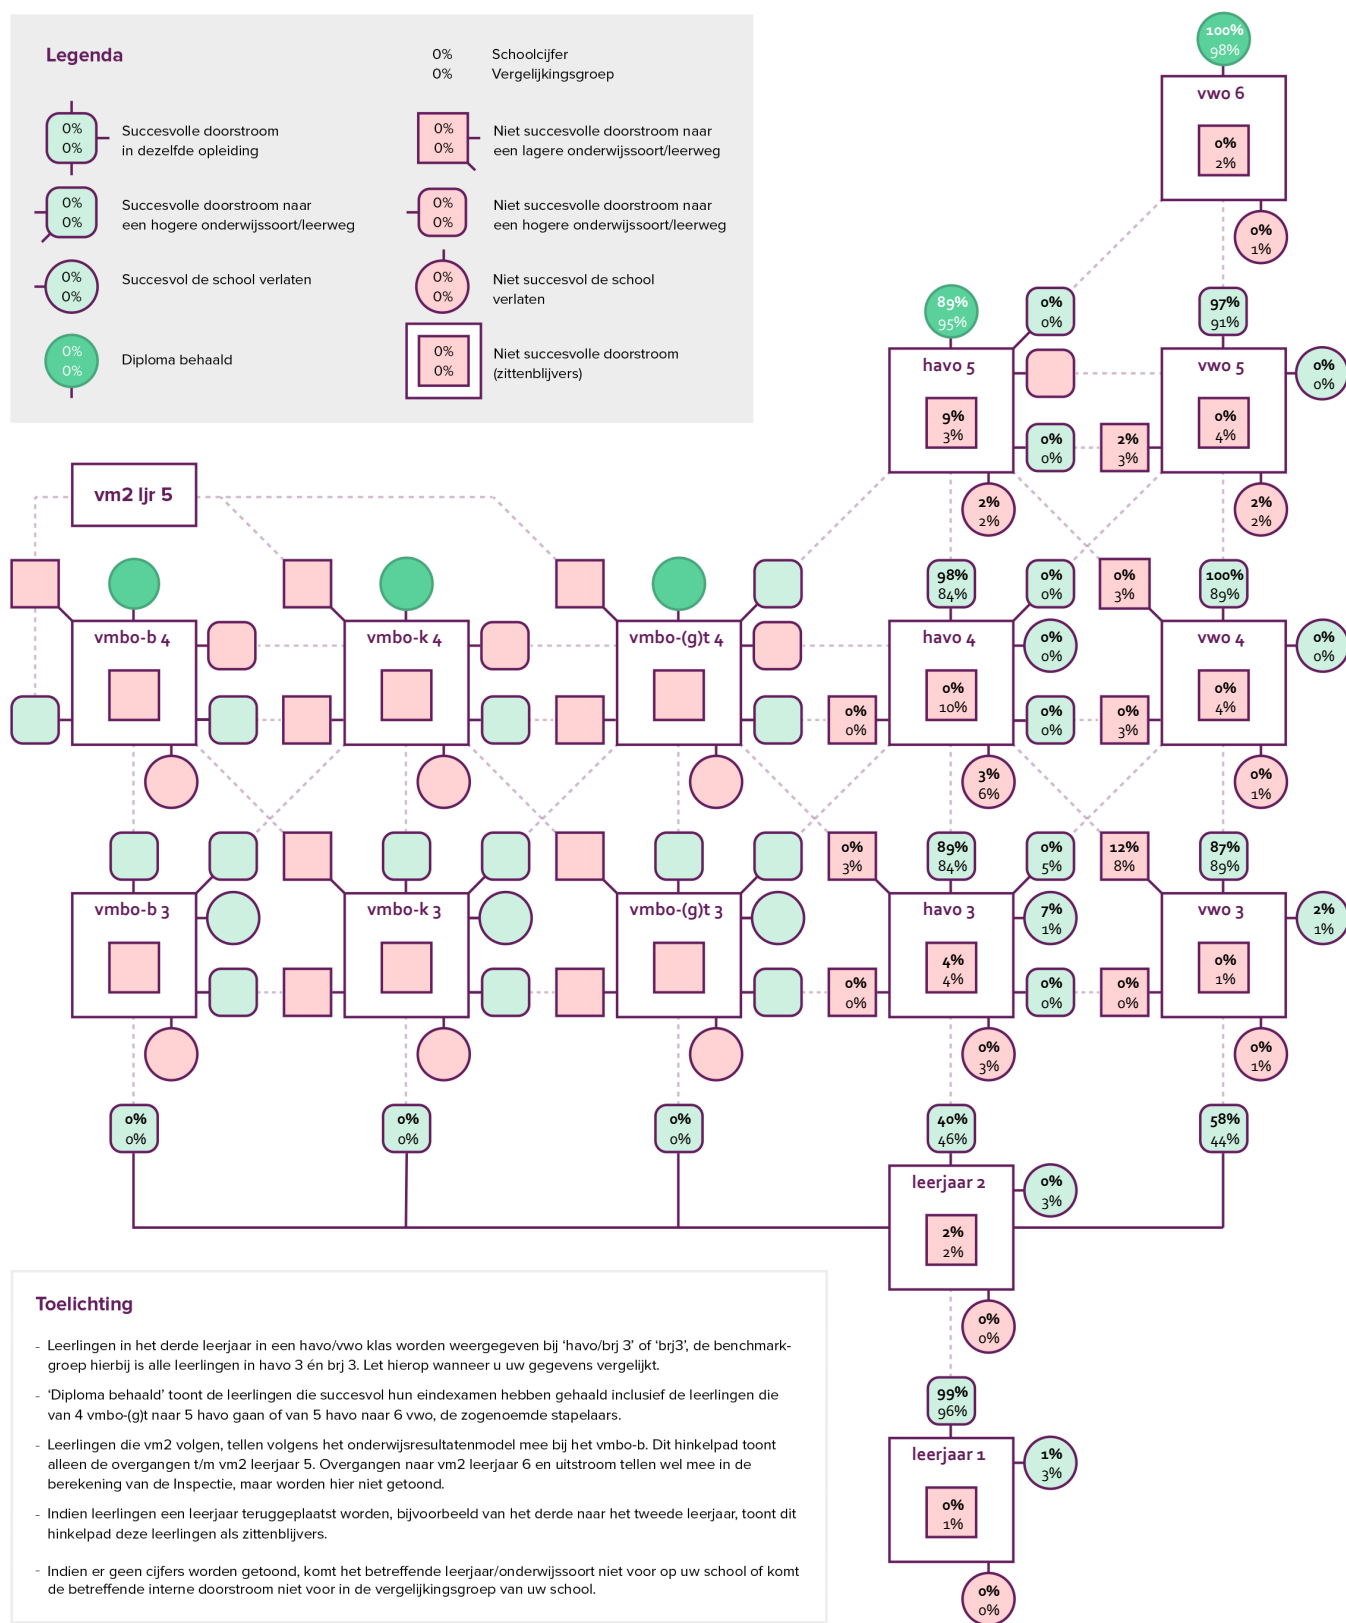 Legenda
0% Schoolcijfer
0% Vergelijkingsgroep
0%
0%
Succesvolle doorstroom
in dezelfde opleiding
0%
0%
Niet succesvolle doorstroom naar
een lagere onderwijssoort/leerweg
0%
0%
Succesvolle doorstroom naar
een hogere onderwijssoort/leerweg
0%
0%
Niet succesvolle doorstroom naar
een hogere onderwijssoort/leerweg
0%
0%
Succesvol de school verlaten
0%
0%
Niet succesvol de school
verlaten
0%
0%
Diploma behaald
0%
0%
Niet succesvolle doorstroom
(zittenblijvers)
100%
98%
vwo 6
0%
2%
0%
1%
89%
95%
0%
0%
97%
91%
havo 5
9%
3%
0%
0%
2%
3%
2%
2%
vwo 5
0%
4%
0%
0%
2%
2%
vm2 ljr 5
98%
84%
0%
0%
0%
3%
100%
89%
vmbo-b 4
vmbo-k 4
vmbo-(g)t 4
havo 4
0%
0%
vwo 4
0%
0%
0%
0%
0%
10%
0%
0%
0%
3%
0%
4%
3%
6%
0%
1%
0%
3%
89%
84%
0%
5%
12%
8%
87%
89%
vmbo-b 3
vmbo-k 3
vmbo-(g)t 3
havo 3
7%
1%
vwo 3
2%
1%
0%
0%
4%
4%
0%
0%
0%
0%
0%
1%
0%
3%
0%
1%
0%
0%
0%
0%
0%
0%
40%
46%
58%
44%
leerjaar 2
0%
3%
2%
2%
0%
0%
99%
96%
leerjaar 1
1%
3%
0%
1%
0%
0%
Toelichting
- Leerlingen in het derde leerjaar in een havo/vwo klas worden weergegeven bij ‘havo/brj 3’ of ‘brj3’, de benchmark-
groep hierbij is alle leerlingen in havo 3 én brj 3. Let hierop wanneer u uw gegevens vergelijkt.
- ‘Diploma behaald’ toont de leerlingen die succesvol hun eindexamen hebben gehaald inclusief de leerlingen die
van 4 vmbo-(g)t naar 5 havo gaan of van 5 havo naar 6 vwo, de zogenoemde stapelaars.
- Leerlingen die vm2 volgen, tellen volgens het onderwijsresultatenmodel mee bij het vmbo-b. Dit hinkelpad toont
alleen de overgangen t/m vm2 leerjaar 5. Overgangen naar vm2 leerjaar 6 en uitstroom tellen wel mee in de
berekening van de Inspectie, maar worden hier niet getoond.
- Indien leerlingen een leerjaar teruggeplaatst worden, bijvoorbeeld van het derde naar het tweede leerjaar, toont dit
hinkelpad deze leerlingen als zittenblijvers.
- Indien er geen cijfers worden getoond, komt het betreffende leerjaar/onderwijssoort niet voor op uw school of komt
de betreffende interne doorstroom niet voor in de vergelijkingsgroep van uw school.